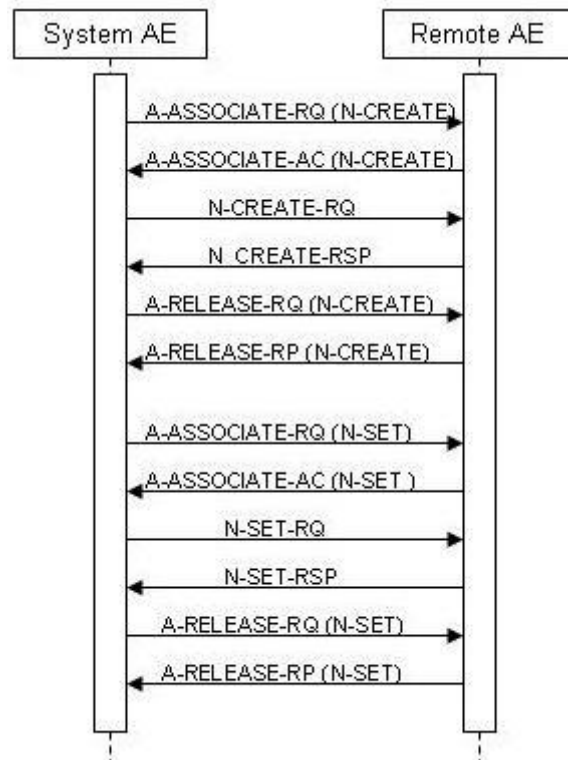 System AE
Remote AE
A-ASSOCIATE-RQ (N-CREATE)
A-ASSOCIATE-AC (N-CREATE)
N-CREATE-RQ
N CREATE-RSP
A-RELEASE-RQ (N-CREATE)
A-RELEASE-RP (N-CREATE)
A-ASSOCIATE-RQ (N-SET)
A-ASSOCIATE-AC (N-SET )
N-SET-RQ
N-SET-RSP
A-RELEASE-RQ (N-SET)
A-RELEASE-RP (N-SET)